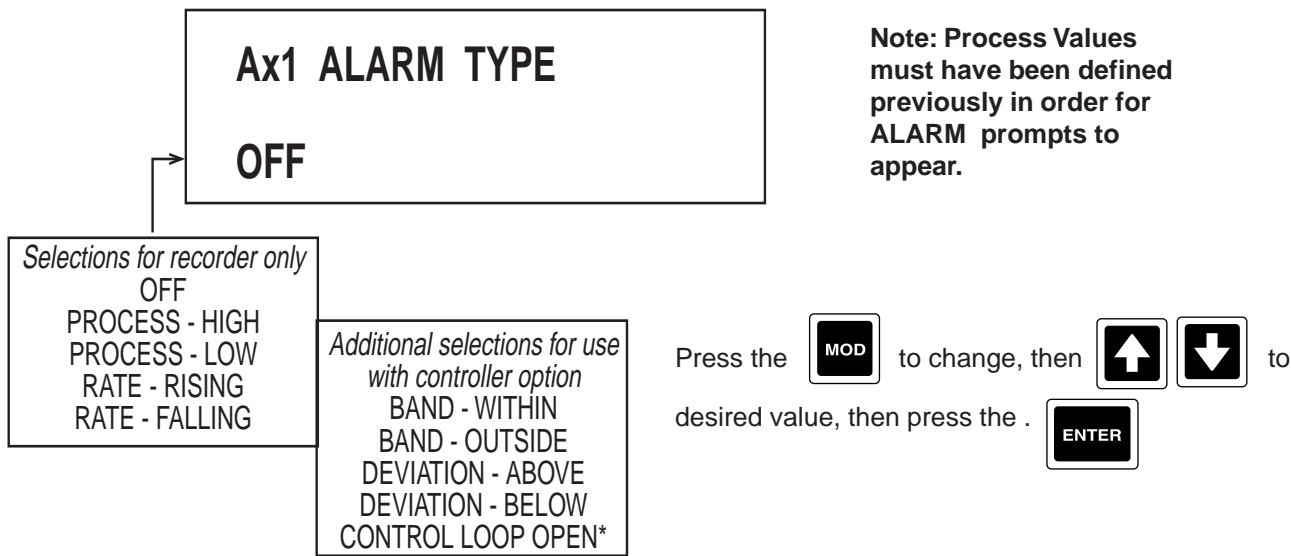 Ax1 ALARM TYPE
OFF
Note: Process Values
must have been defined
previously in order for
ALARM prompts to
appear.
Selections for recorder only
OFF
PROCESS - HIGH
PROCESS - LOW
RATE - RISING
RATE - FALLING
Additional selections for use
with controller option
BAND - WITHIN
BAND - OUTSIDE
DEVIATION - ABOVE
DEVIATION - BELOW
CONTROL LOOP OPEN*
Press the MOD to change, then to
desired value, then press the . ENTER